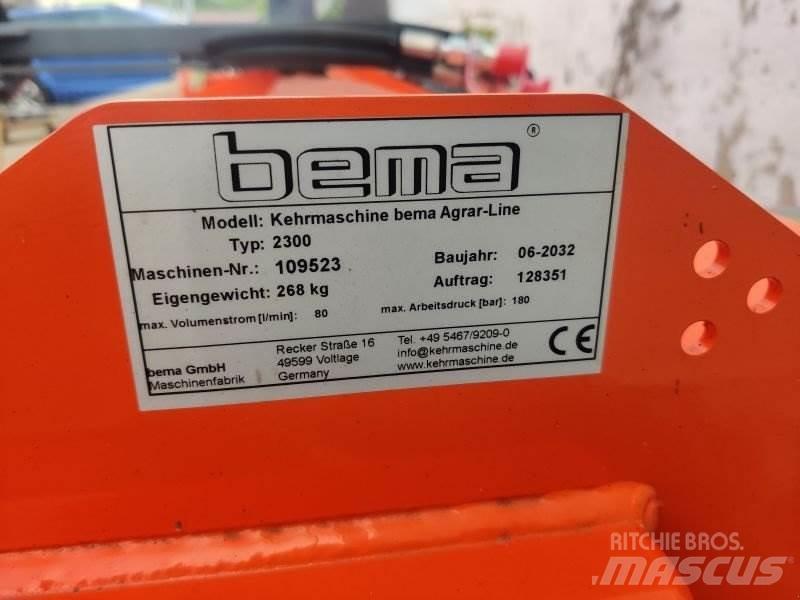 bema®
Modell: Kehrmaschine bema Agrar-Line
Typ: 2300
Maschinen-Nr.: 109523
Baujahr: 06-2032
Eigengewicht: 268 kg
Auftrag: 128351
max. Volumenstrom [l/min]: 80
max. Arbeitsdruck [bar]: 180
bema GmbH
Maschinenfabrik
Recker Straße 16
49599 Voltlage
Germany
Tel. +49 5467/9209-0
info@kehrmaschine.de
www.kehrmaschine.de
CE
RITCHIE BROS.
MASCUS